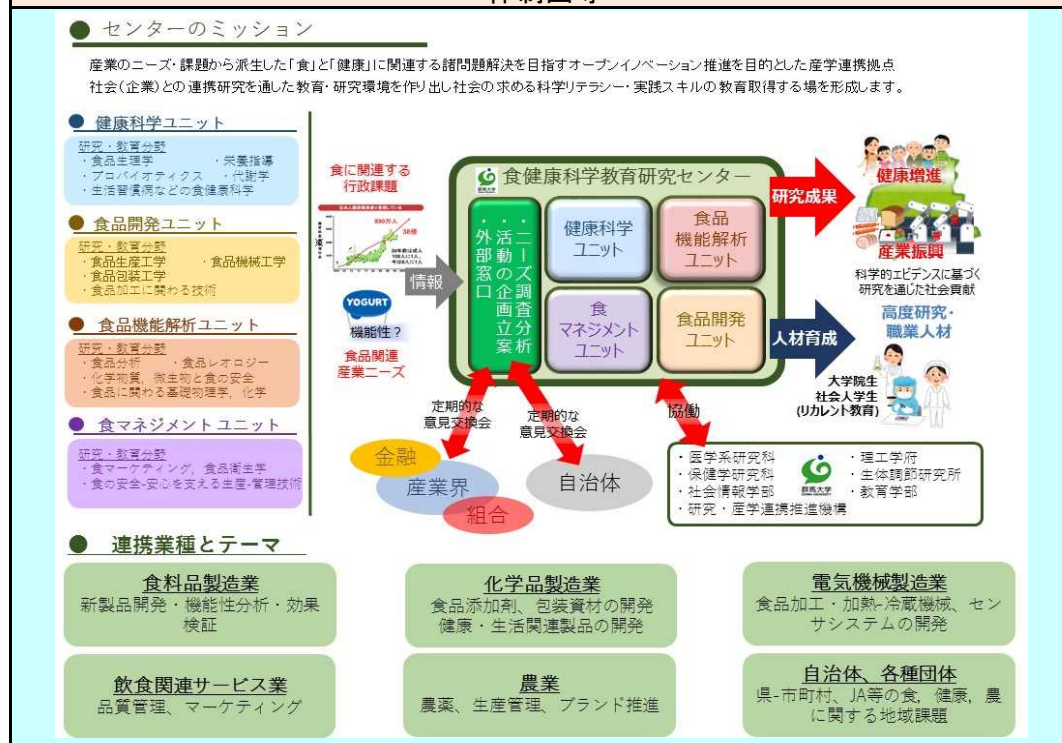 ● センターのミッション
産業のニーズ・課題から派生した「食」と「健康」に関連する諸問題解決を目指すオープンイノベーション推進を目的とした産学連携拠点
社会(企業)との連携研究を通した教育・研究環境を作り出し社会の求める科学リテラシー・実践スキルの教育取得する場を形成します。
● 健康科学ユニット
研究・教育分野
・食品生理学 ・栄養指導
・プロバイオティクス ・代謝学
・生活習慣病などの食健康科学
● 食品開発ユニット
研究・教育分野
・食品生産工学 ・食品機械工学
・食品包装工学
・食品加工に関わる技術
● 食品機能解析ユニット
研究・教育分野
・食品分析 ・食品レオロジー
・化学物質, 微生物と食の安全
・食品に関わる基礎物理学, 化学
● 食マネジメント ユニット
研究・教育分野
・食マーケティング, 食品衛生学
・食の安全-安心を支える生産-管理技術
食に関連する
行政課題
890万人
38倍
YOGURT
機能性?
食品関連
産業ニーズ
情報
群馬大学
食健康科学教育研究センター
・ニーズ調査分析
・活動の企画立案
・外部窓口
健康科学
ユニット
食品
機能解析
ユニット
食
マネジメント
ユニット
食品開発
ユニット
研究成果
人材育成
健康増進
産業振興
科学的エビデンスに基づく
研究を通じた社会貢献
高度研究・
職業人材
大学院生
社会人学生
(リカレント教育)
定期的な
意見交換会
定期的な
意見交換会
協働
金融
産業界
組合
自治体
・医学系研究科
・保健学研究科
・社会情報学部
・研究・産学連携推進機構
群馬大学
・理工学府
・生体調節研究所
・教育学部
● 連携業種とテーマ
食料品製造業
新製品開発・機能性分析・効果
検証
化学品製造業
食品添加剤、包装資材の開発
健康・生活関連製品の開発
電気機械製造業
食品加工・加熱-冷蔵機械、セン
サシステムの開発
飲食関連サービス業
品質管理、マーケティング
農業
農薬、生産管理、ブランド推進
自治体、各種団体
県-市町村、JA等の食, 健康, 農
に関する地域課題